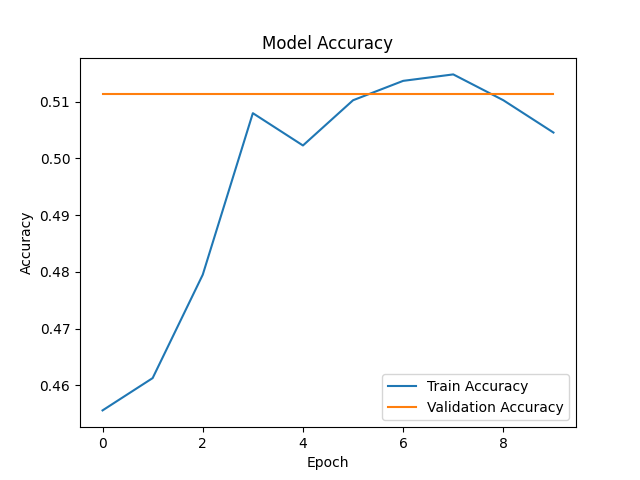 Model Accuracy
Accuracy
0.51
0.50
0.49
0.48
0.47
0.46
0 2 4 6 8
Epoch
Train Accuracy
Validation Accuracy